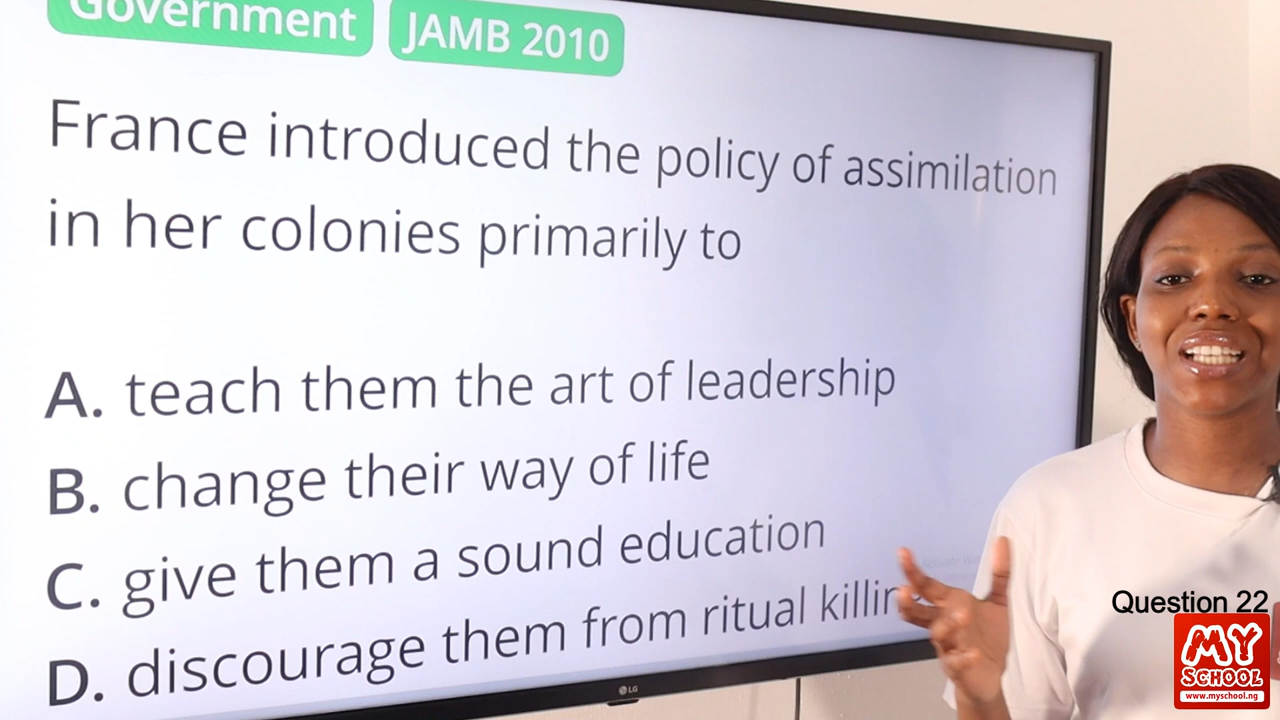 Government JAMB 2010
France introduced the policy of assimilation
in her colonies primarily to
A. teach them the art of leadership
B. change their way of life
C. give them a sound education
D. discourage them from ritual
LG
Question 22
MY
SCHOOL
www.myschool.ng